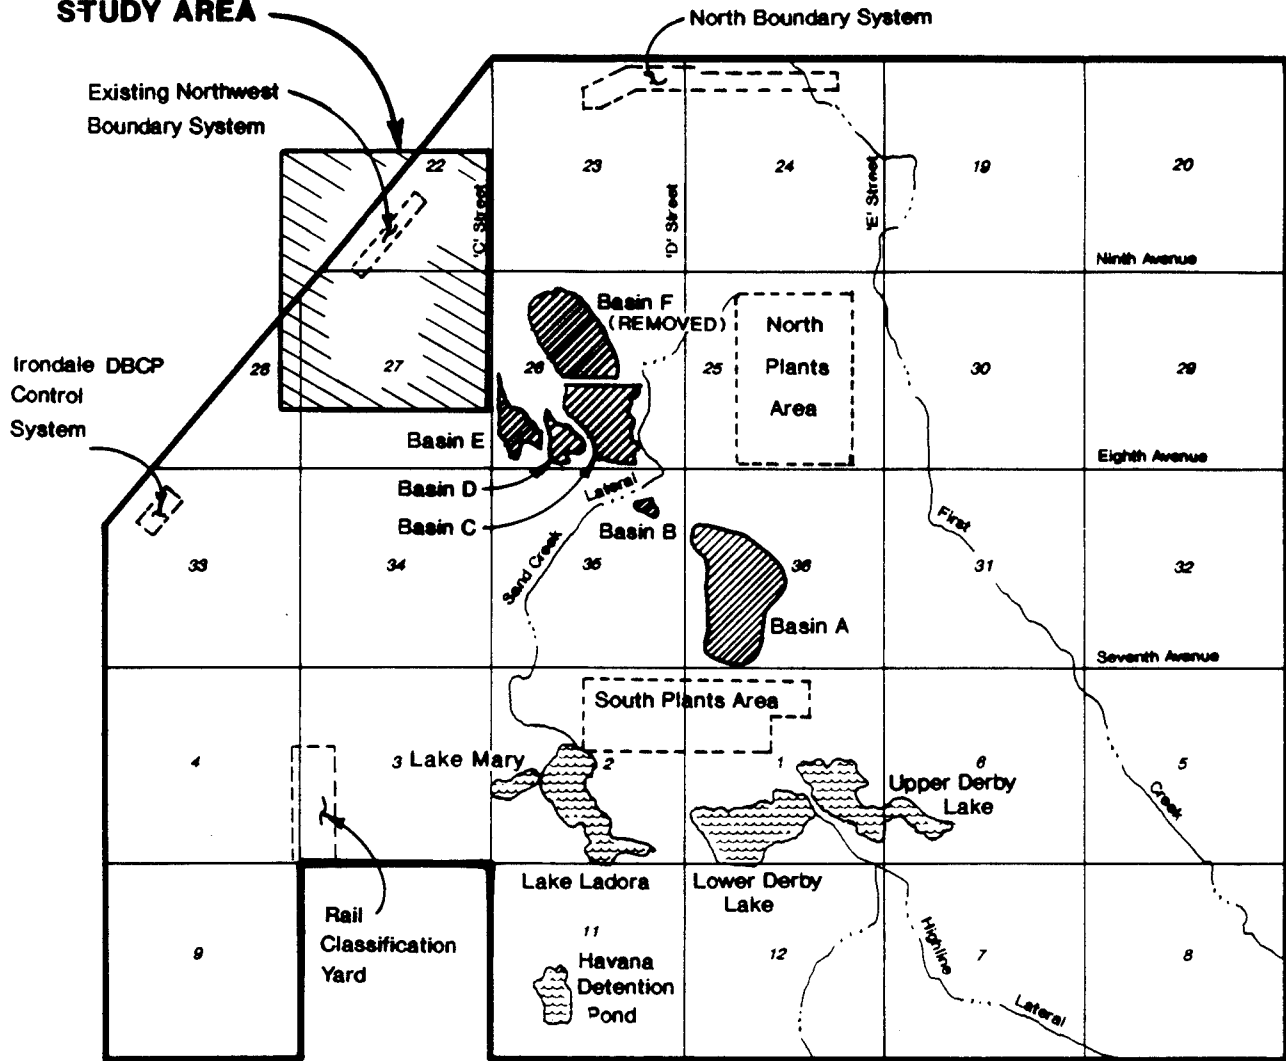 STUDY AREA
North Boundary System
Existing Northwest
Boundary System
22
23
24
19
20
'C' Street
'D' Street
'E' Street
Ninth Avenue
Basin F
(REMOVED)
North
Plants
Area
Irondale DBCP
Control
System
28
27
26
25
30
29
Basin E
Eighth Avenue
Basin D
Lateral
Basin C
Basin B
First
Sand Creek
33
34
35
36
31
32
Basin A
Seventh Avenue
South Plants Area
4
3
Lake Mary
2
1
6
5
Upper Derby
Lake
Creek
Lake Ladora
Lower Derby
Lake
Rail
Classification
Yard
9
11
Havana
Detention
Pond
12
Highline
7
8
Lateral